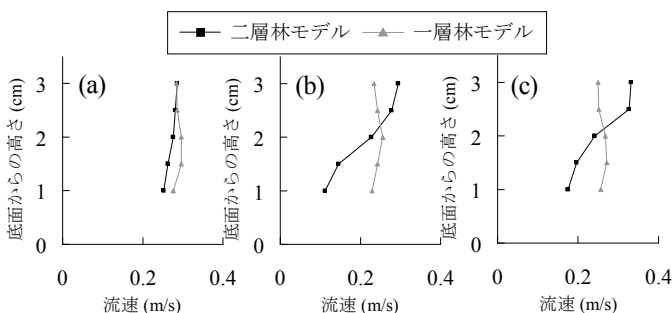 二層林モデル 一層林モデル
(a) (b) (c)
底面からの高さ (cm) 底面からの高さ (cm) 底面からの高さ (cm)
3 3 3
2 2 2
1 1 1
0 0 0
0 0.2 0.4 0 0.2 0.4 0 0.2 0.4
流速 (m/s) 流速 (m/s) 流速 (m/s)